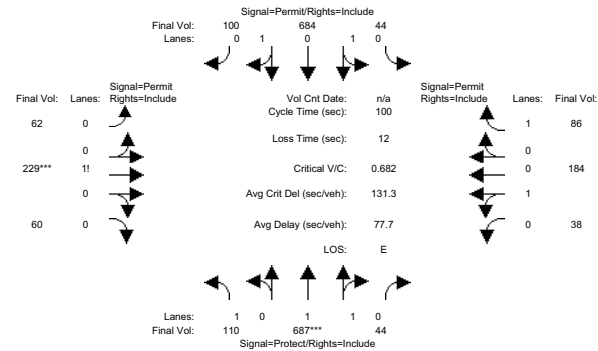 Signal=Permit/Rights=Include
Final Vol: 100 684 44
Lanes: 0 1 0 1 0
Signal=Permit
Final Vol: Lanes: Rights=Include
Vol Cnt Date: n/a
Signal=Permit
Rights=Include Lanes: Final Vol:
Cycle Time (sec): 100
62 0
1 86
Loss Time (sec): 12
0
0
229*** 1!
Critical V/C: 0.682
0 184
0
Avg Crit Del (sec/veh): 131.3
1
60 0
Avg Delay (sec/veh): 77.7
0 38
LOS: E
Lanes: 1 0 1 1 0
Final Vol: 110 687*** 44
Signal=Protect/Rights=Include